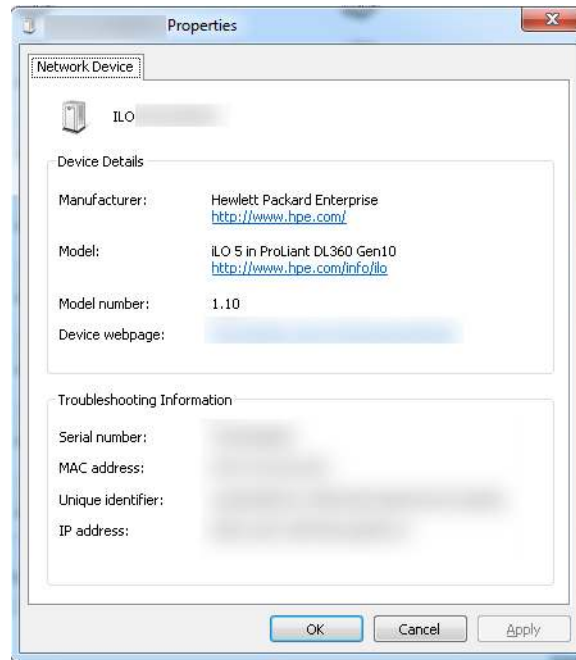 Properties
Network Device
ILO
Device Details
Manufacturer: Hewlett Packard Enterprise
http://www.hpe.com/
Model: iLO 5 in ProLiant DL360 Gen10
http://www.hpe.com/info/ilo
Model number: 1.10
Device webpage:
Troubleshooting Information
Serial number:
MAC address:
Unique identifier:
IP address:
OK Cancel Apply